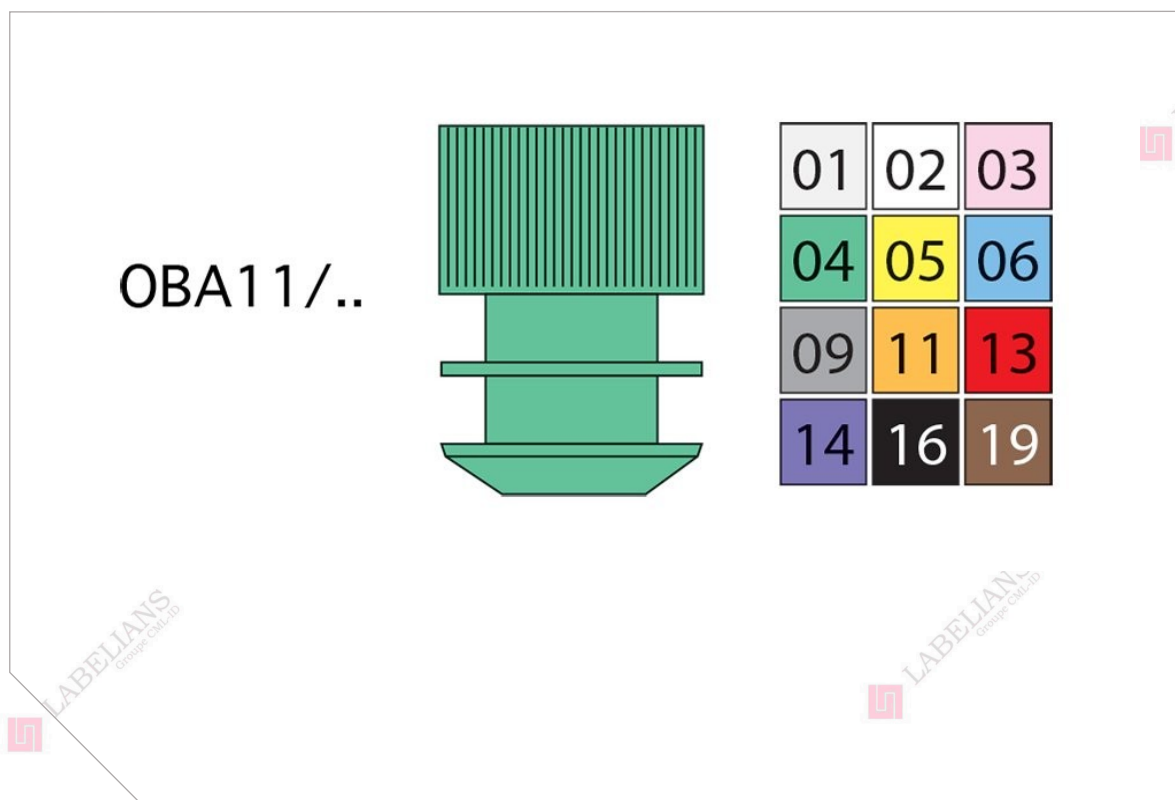 OBA11/..
01 02 03
04 05 06
09 11 13
14 16 19
LABELIANS
Groupe CML-ID
LABELIANS
Groupe CML-ID